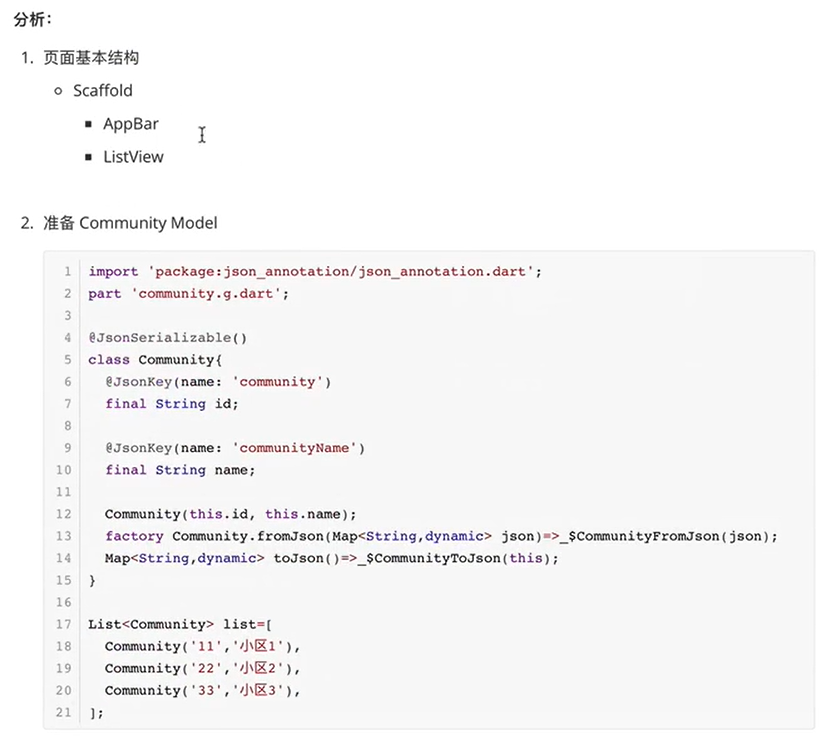 分析：
1. 页面基本结构
Scaffold
AppBar
ListView
2. 准备 Community Model
1 import 'package:json_annotation/json_annotation.dart';
2 part 'community.g.dart';
3
4 @JsonSerializable()
5 class Community{
6   @JsonKey(name: 'community')
7   final String id;
8
9   @JsonKey(name: 'communityName')
10   final String name;
11
12   Community(this.id, this.name);
13   factory Community.fromJson(Map<String,dynamic> json)=>_$CommunityFromJson(json);
14   Map<String,dynamic> toJson()=>_$CommunityToJson(this);
15 }
16
17 List<Community> list=[
18   Community('11','小区1'),
19   Community('22','小区2'),
20   Community('33','小区3'),
21 ];